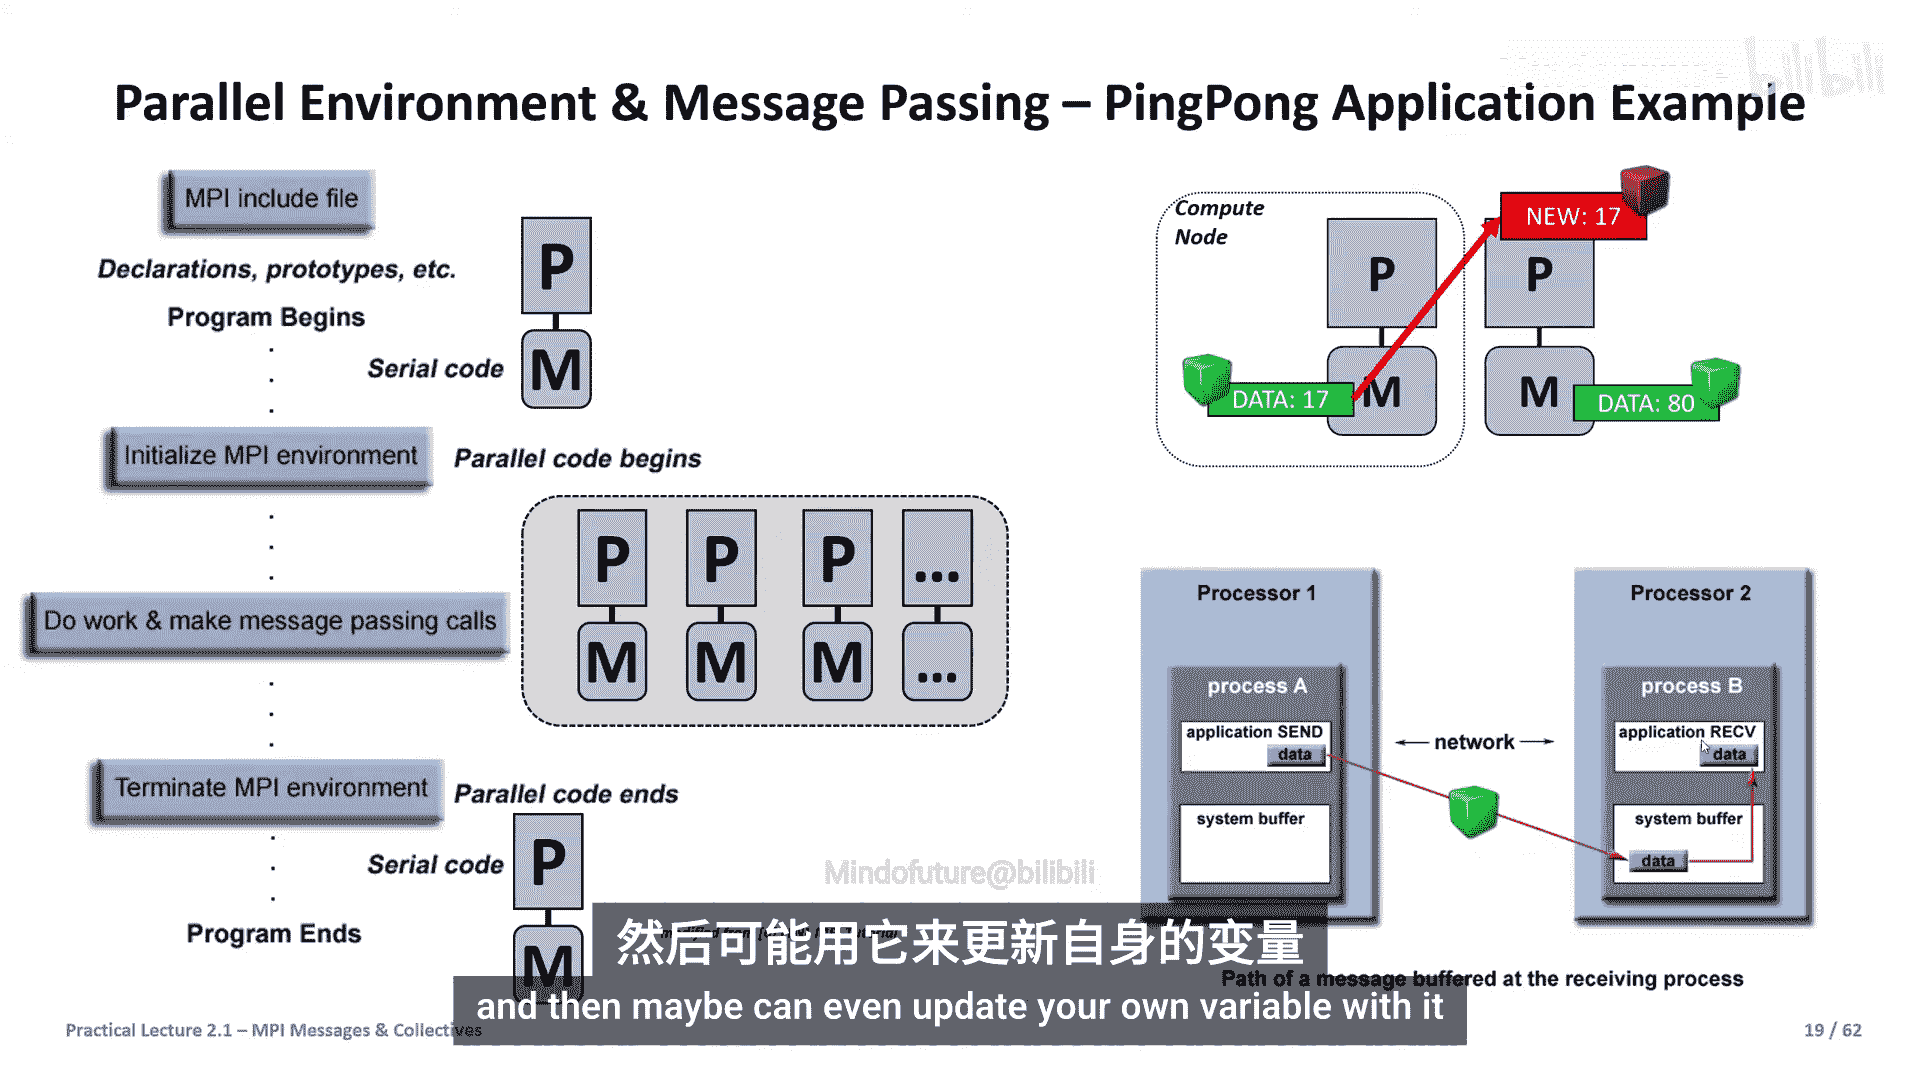 bilibili
Parallel Environment & Message Passing – PingPong Application Example
MPI include file
Declarations, prototypes, etc.
Program Begins
Serial code
P
M
Initialize MPI environment
Parallel code begins
Do work & make message passing calls
P P P ...
M M M ...
Terminate MPI environment
Parallel code ends
Serial code
P
M
Program Ends
Compute
Node
NEW: 17
P P
M M
DATA: 17
DATA: 80
Processor 1
process A
application SEND
data
system buffer
network
Processor 2
process B
application RECV
data
system buffer
data
Path of a message buffered at the receiving process
Mindofuture@bilibili
然后可能用它来更新自身的变量
and then maybe can even update your own variable with it
Practical Lecture 2.1 – MPI Messages & Collectives
19 / 62